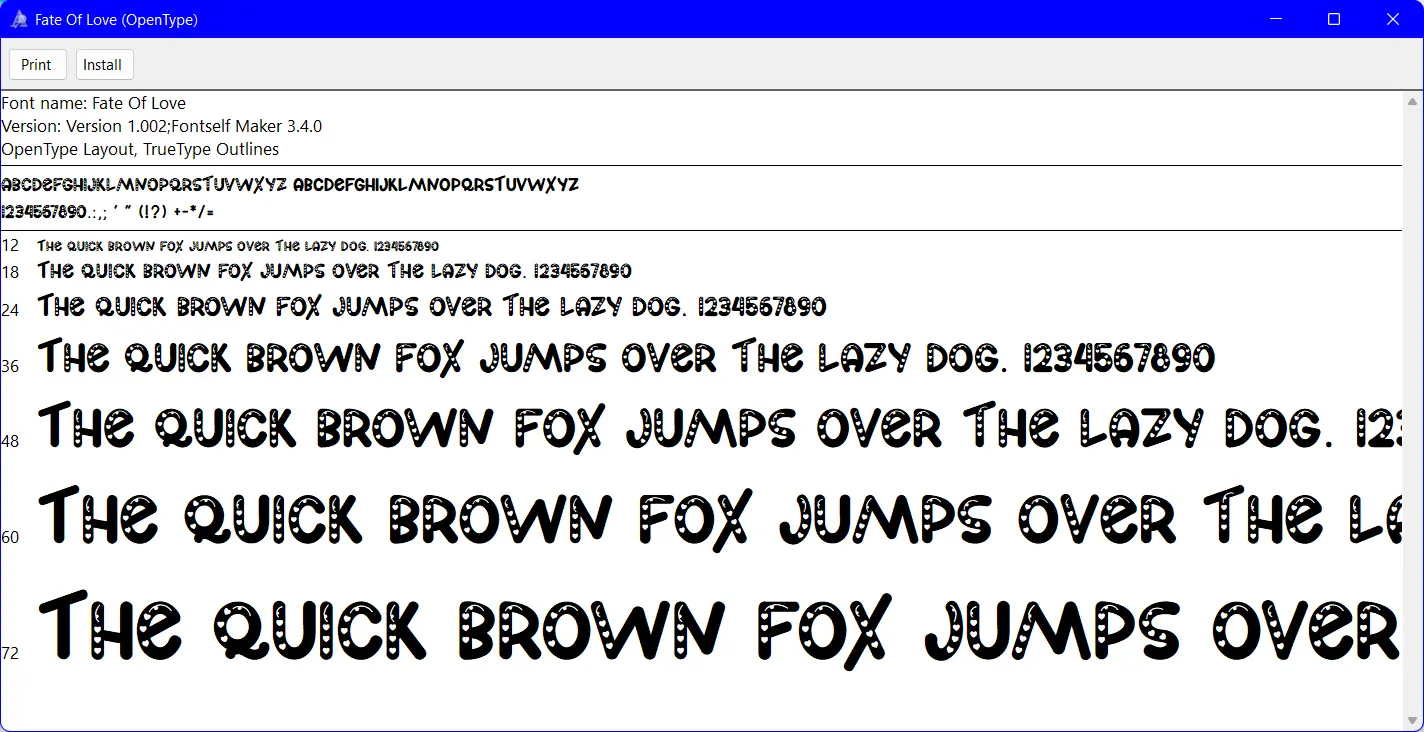 Fate Of Love (OpenType)
Print Install
Font name: Fate Of Love
Version: Version 1.002;Fontself Maker 3.4.0
OpenType Layout, TrueType Outlines
ABCDeFGHIJKLMNOPQRSTUVWXYZ ABCDeFGHIJKLMNOPQRSTUVWXYZ
1234567890.:,; ' " (!?) +-*/=
12 THe QUICK BROWN FOX JUMPS OVeR THe LAZY DOG. 1234567890
18 THe QUICK BROWN FOX JUMPS OVeR THe LAZY DOG. 1234567890
24 THe QUICK BROWN FOX JUMPS OVeR THe LAZY DOG. 1234567890
36 THe QUICK BROWN FOX JUMPS OVeR THe LAZY DOG. 1234567890
48 THe QUICK BROWN FOX JUMPS OVeR THe LAZY DOG. 123
60 THe QUICK BROWN FOX JUMPS OVeR THe LA
72 THe QUICK BROWN FOX JUMPS OVeR